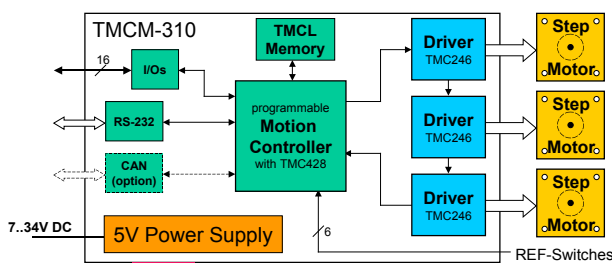 TMCM-310
TMCL
Memory
Driver
TMC246
Step
Motor
16
I/Os
programmable
Motion
Controller
with TMC428
RS-232
Driver
TMC246
Step
Motor
CAN
(option)
Driver
TMC246
Step
Motor
7..34V DC
5V Power Supply
6
REF-Switches